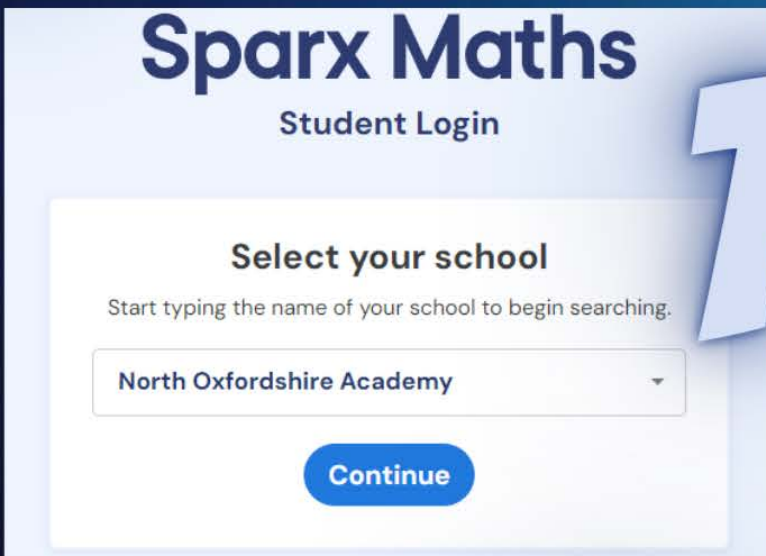 Sparx Maths
Student Login
Select your school
Start typing the name of your school to begin searching.
North Oxfordshire Academy
Continue